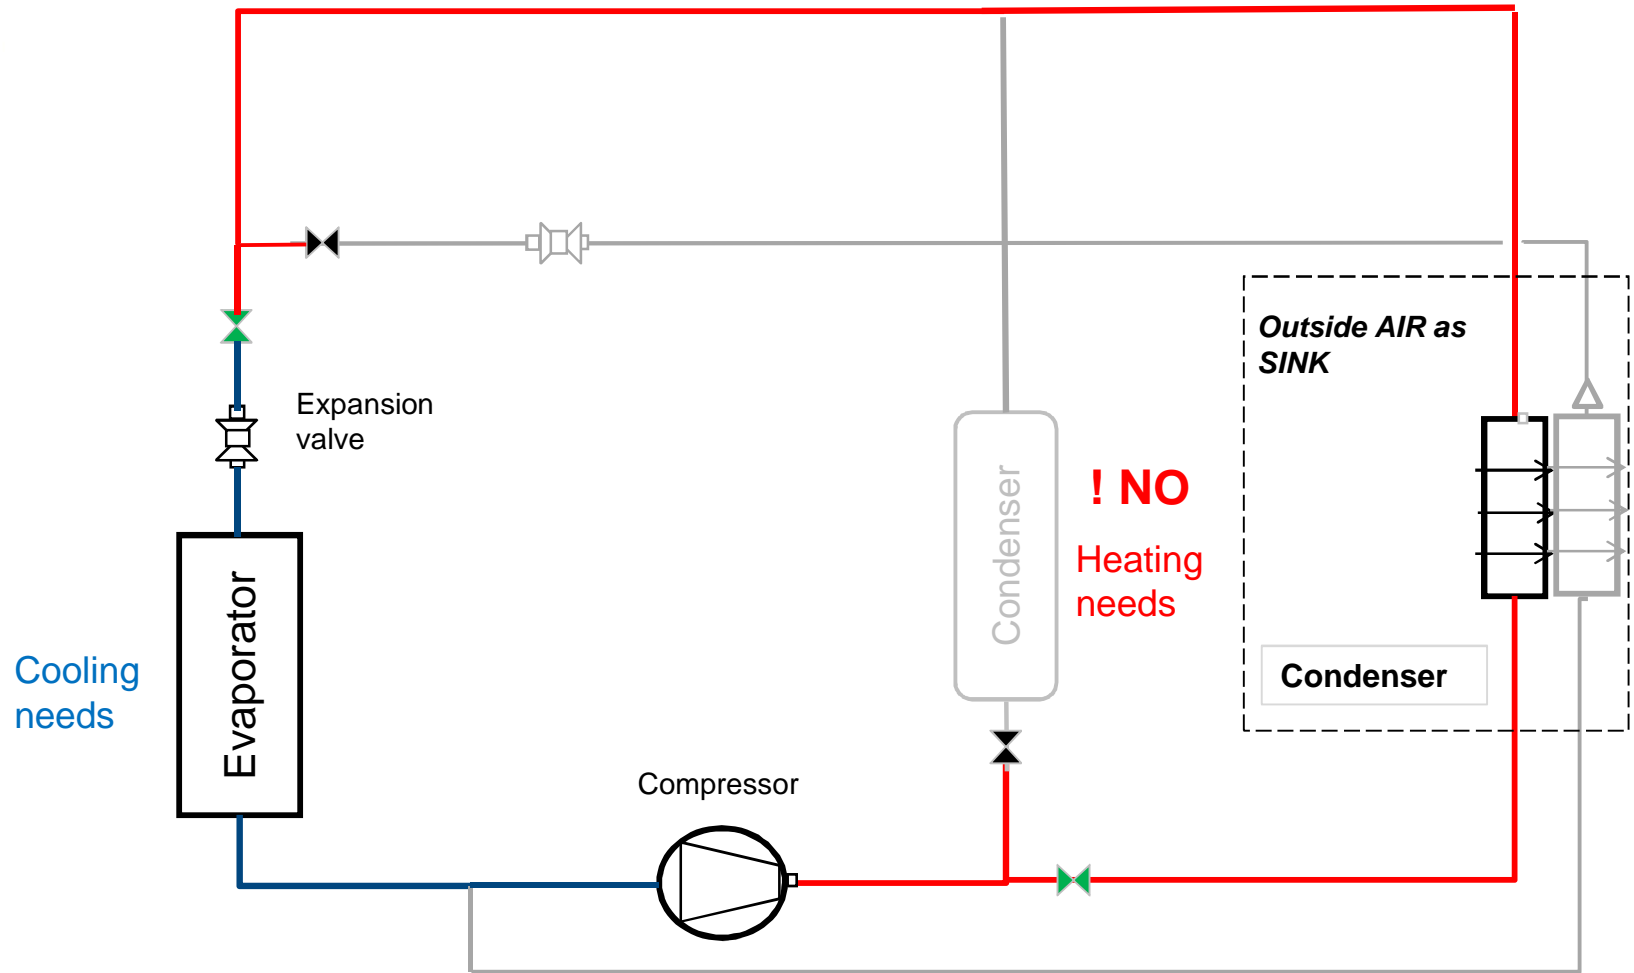 Outside AIR as
SINK
Expansion
valve
Condenser
! NO
Heating
needs
Evaporator
Cooling
needs
Condenser
Compressor